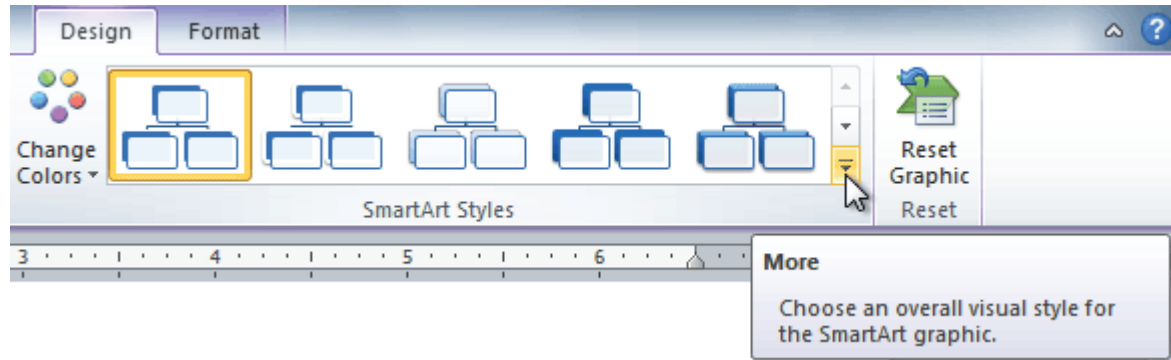 Design Format
?
Change
Colors
Reset
Graphic
SmartArt Styles
Reset
3 4 5 6
More
Choose an overall visual style for
the SmartArt graphic.